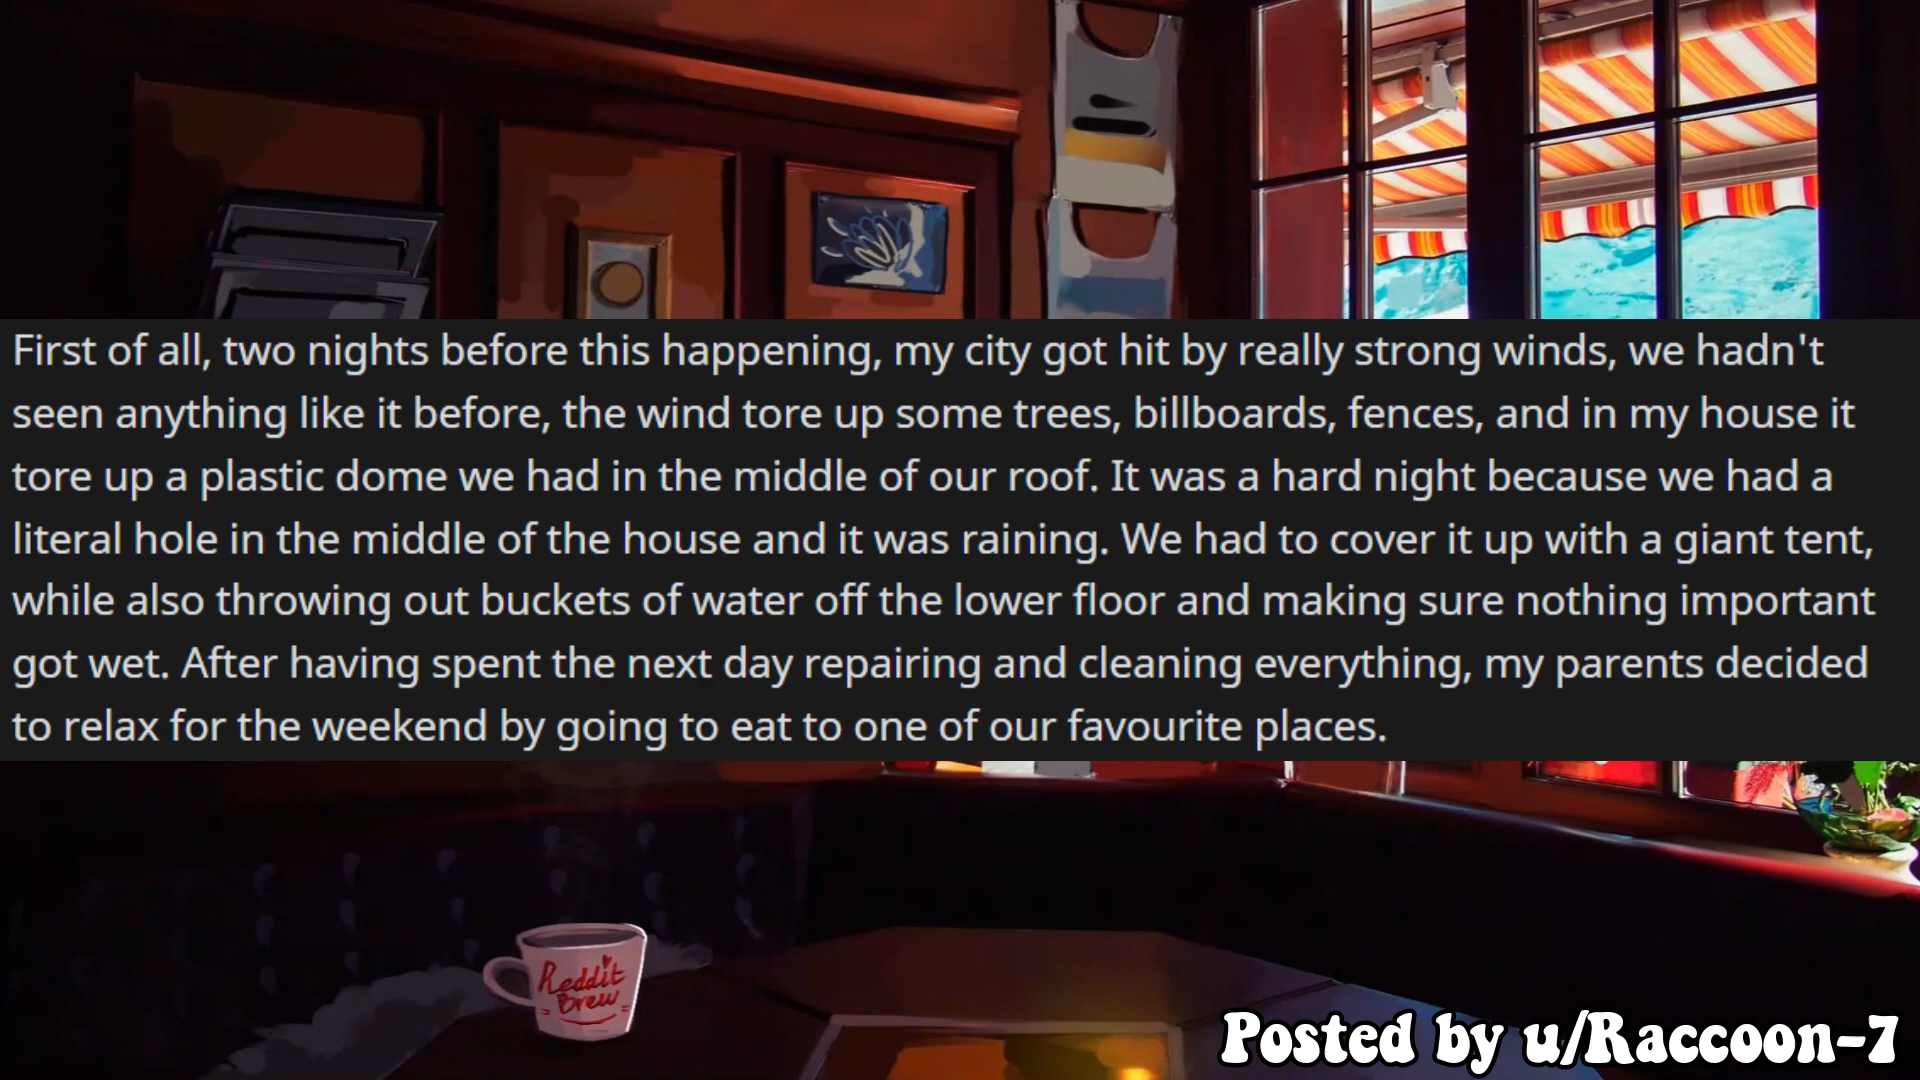 First of all, two nights before this happening, my city got hit by really strong winds, we hadn't
seen anything like it before, the wind tore up some trees, billboards, fences, and in my house it
tore up a plastic dome we had in the middle of our roof. It was a hard night because we had a
literal hole in the middle of the house and it was raining. We had to cover it up with a giant tent,
while also throwing out buckets of water off the lower floor and making sure nothing important
got wet. After having spent the next day repairing and cleaning everything, my parents decided
to relax for the weekend by going to eat to one of our favourite places.
Reddit
Brew
Posted by u/Raccoon-7